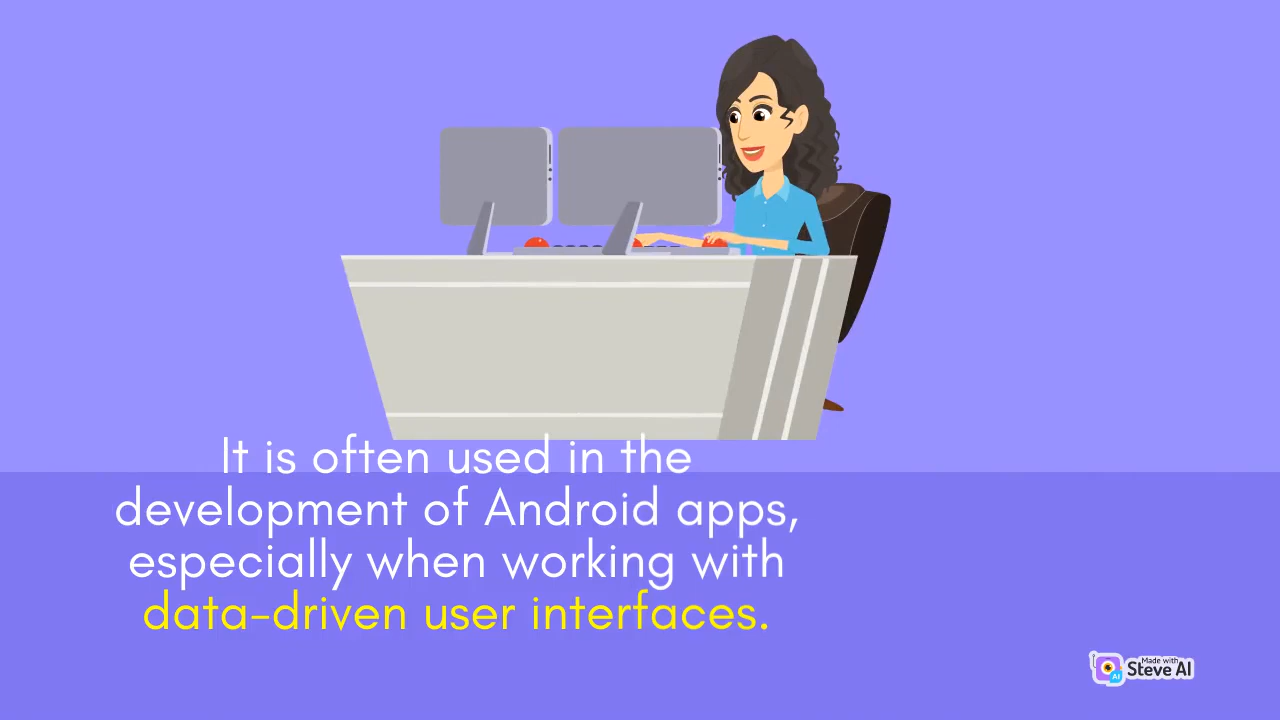 It is often used in the
development of Android apps,
especially when working with
data-driven user interfaces.
Made with
Steve AI
AI